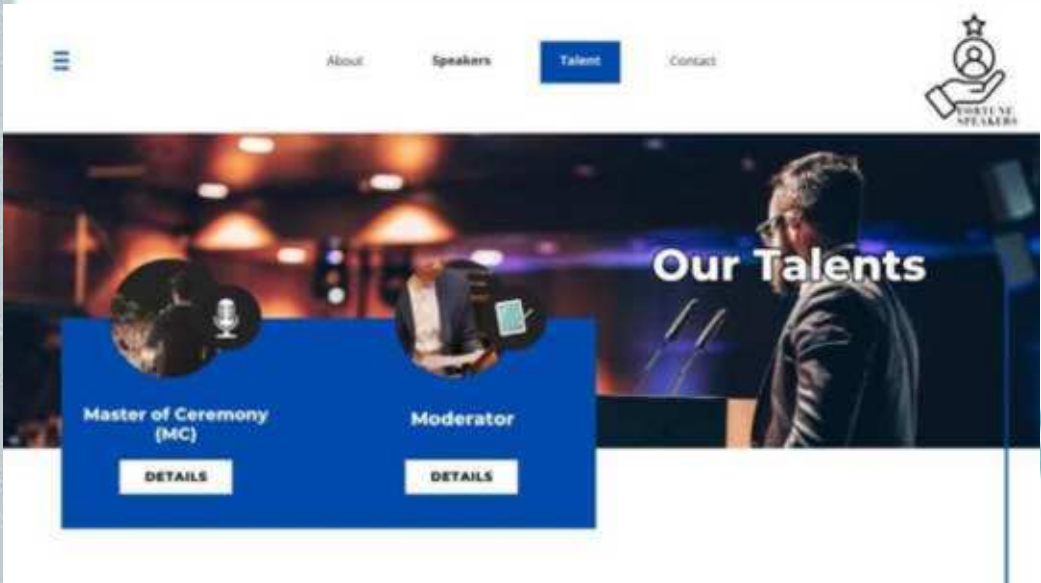 About
Speakers
Talent
Contact
FORTUNE
SPEAKERS
Our Talents
Master of Ceremony
(MC)
DETAILS
Moderator
DETAILS